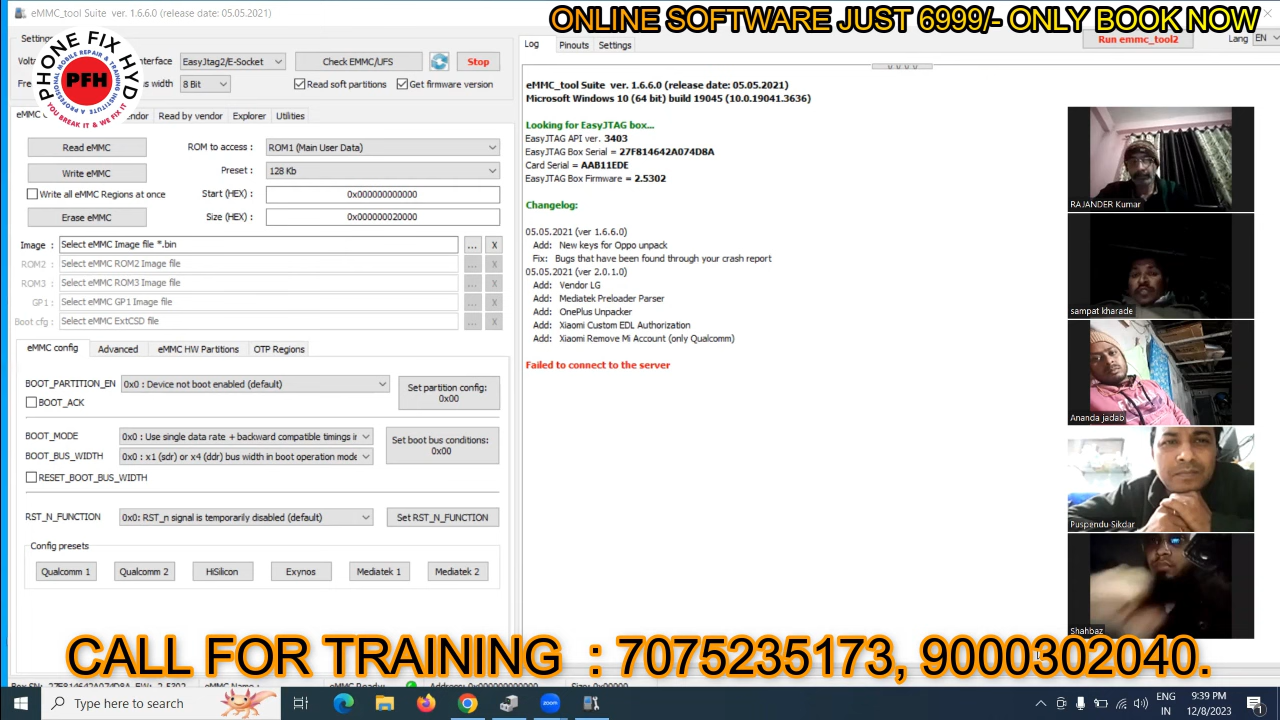 eMMC_tool Suite ver. 1.6.6.0 (release date: 05.05.2021)
ONLINE SOFTWARE JUST 6999/- ONLY BOOK NOW
Settings
PHONE FIX HYD
A PROFESSIONAL MOBILE REPAIR & TRAINING INSTITUTE
PFH
YOU BREAK IT & WE FIX IT
Interface
EasyJtag2/E-Socket
Check EMMC/UFS
Stop
8 Bit
Read soft partitions
Get firmware version
Read by vendor
Explorer
Utilities
Read eMMC
ROM to access :
ROM1 (Main User Data)
Write eMMC
Preset :
128 Kb
Write all eMMC Regions at once
Start (HEX) :
0x000000000000
Erase eMMC
Size (HEX) :
0x000000020000
Image :
Select eMMC Image file *.bin
... X
ROM2 :
Select eMMC ROM2 Image file
... X
ROM3 :
Select eMMC ROM3 Image file
... X
GP1 :
Select eMMC GP1 Image file
... X
Boot cfg :
Select eMMC ExtCSD file
... X
eMMC config
Advanced
eMMC HW Partitions
OTP Regions
BOOT_PARTITION_EN
0x0 : Device not boot enabled (default)
Set partition config:
0x00
BOOT_ACK
BOOT_MODE
0x0 : Use single data rate + backward compatible timings ir
Set boot bus conditions:
0x00
BOOT_BUS_WIDTH
0x0 : x1 (sdr) or x4 (ddr) bus width in boot operation mode
RESET_BOOT_BUS_WIDTH
RST_N_FUNCTION
0x0: RST_n signal is temporarily disabled (default)
Set RST_N_FUNCTION
Config presets
Qualcomm 1
Qualcomm 2
HiSilicon
Exynos
Mediatek 1
Mediatek 2
Log
Pinouts
Settings
Run emmc_tool2
Lang
EN
eMMC_tool Suite ver. 1.6.6.0 (release date: 05.05.2021)
Microsoft Windows 10 (64 bit) build 19045 (10.0.19041.3636)
Looking for EasyJTAG box...
EasyJTAG API ver. 3403
EasyJTAG Box Serial = 27F814642A074D8A
Card Serial = AAB11EDE
EasyJTAG Box Firmware = 2.5302
Changelog:
05.05.2021 (ver 1.6.6.0)
Add: New keys for Oppo unpack
Fix: Bugs that have been found through your crash report
05.05.2021 (ver 2.0.1.0)
Add: Vendor LG
Add: Mediatek Preloader Parser
Add: OnePlus Unpacker
Add: Xiaomi Custom EDL Authorization
Add: Xiaomi Remove Mi Account (only Qualcomm)
Failed to connect to the server
RAJANDER Kumar
sampat kharade
Ananda jadab
Puspendu Sikdar
Shahbaz
CALL FOR TRAINING : 7075235173, 9000302040.
Type here to search
zoom
ENG
IN
9:39 PM
12/8/2023
1